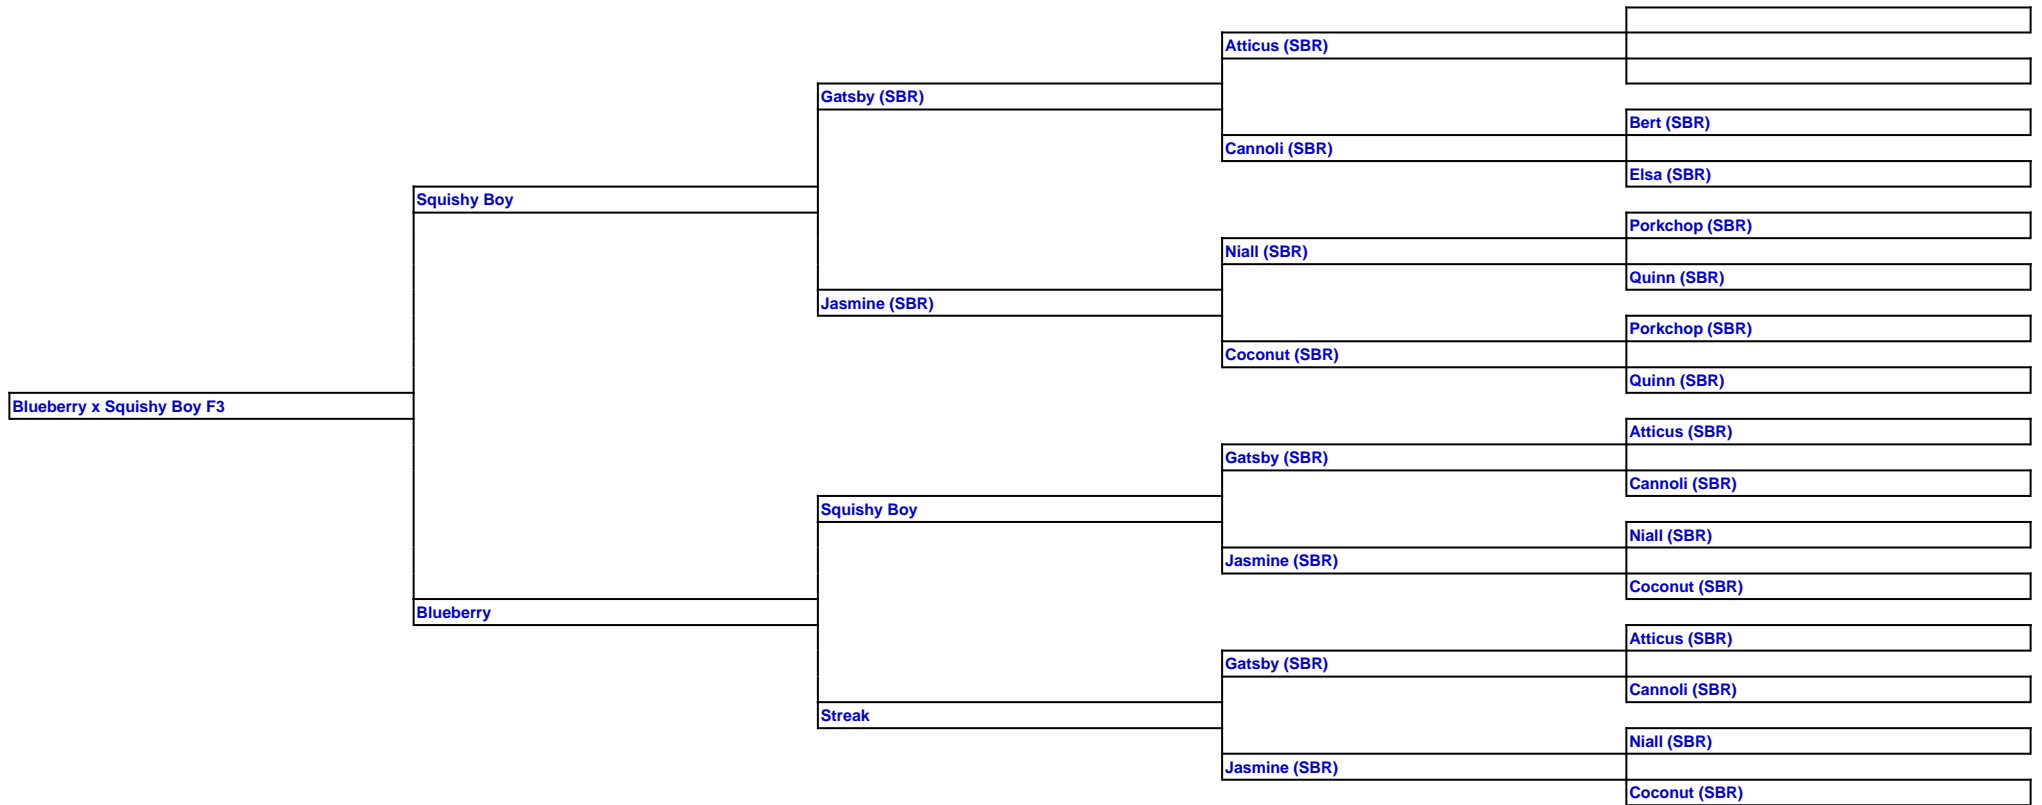 Atticus (SBR)
Gatsby (SBR)
Bert (SBR)
Cannoli (SBR)
Elsa (SBR)
Squishy Boy
Porkchop (SBR)
Niall (SBR)
Quinn (SBR)
Jasmine (SBR)
Porkchop (SBR)
Coconut (SBR)
Quinn (SBR)
Blueberry x Squishy Boy F3
Atticus (SBR)
Gatsby (SBR)
Cannoli (SBR)
Squishy Boy
Niall (SBR)
Jasmine (SBR)
Coconut (SBR)
Blueberry
Atticus (SBR)
Gatsby (SBR)
Cannoli (SBR)
Streak
Niall (SBR)
Jasmine (SBR)
Coconut (SBR)